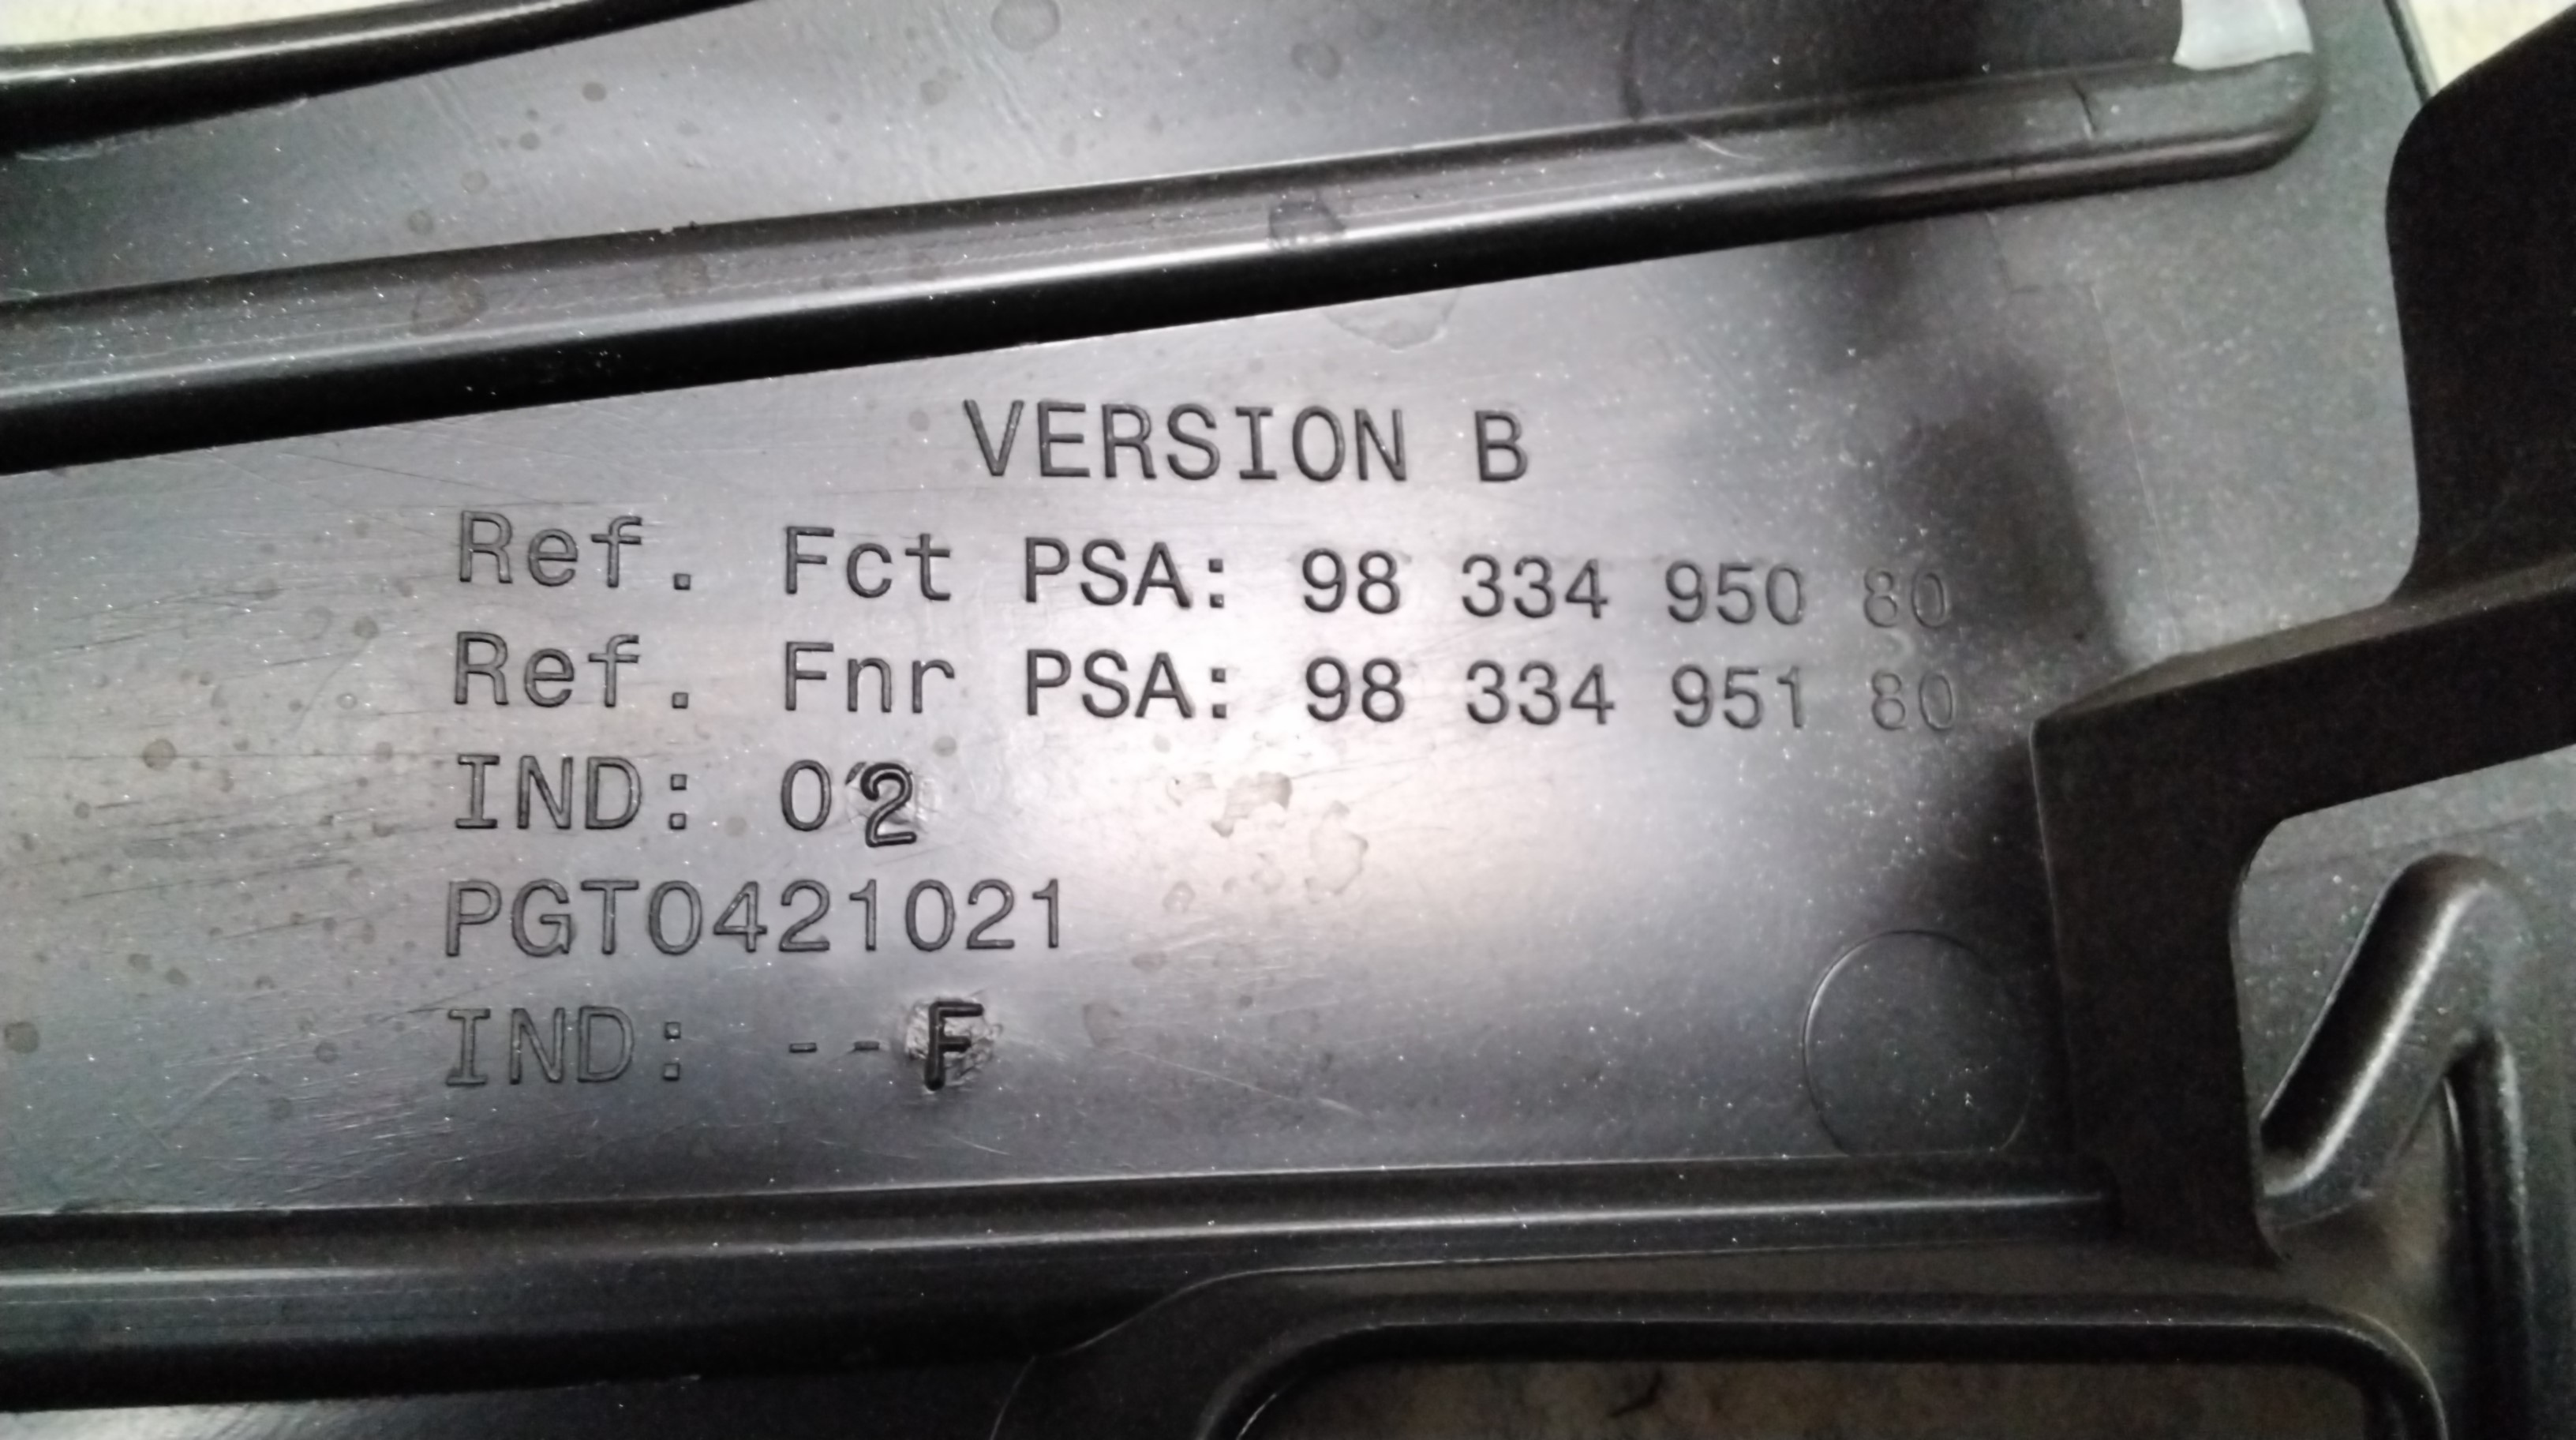 VERSION B
Ref. Fct PSA: 98 334 950 80
Ref. Fnr PSA: 98 334 951 80
IND: 02
PGT0421021
IND: --F